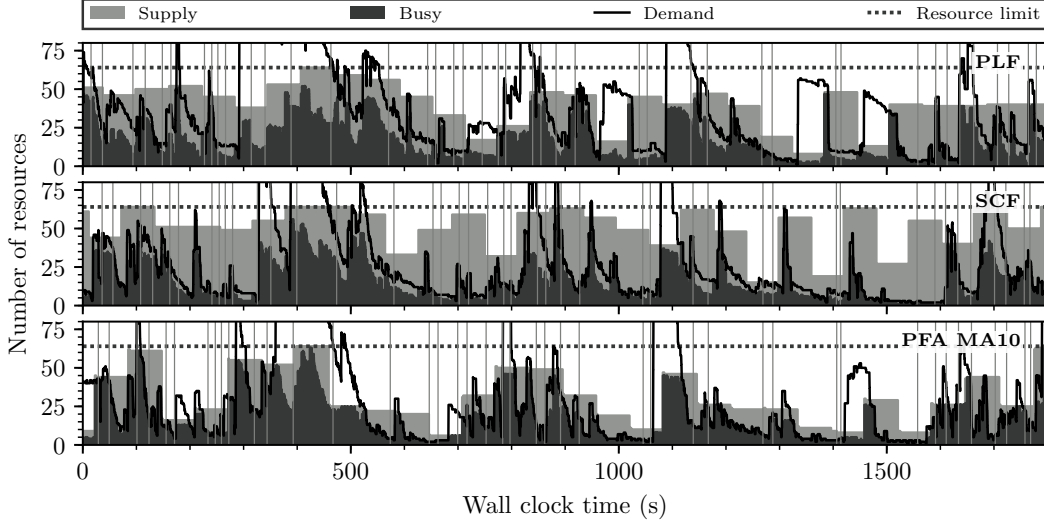 Supply Busy Demand Resource limit
75
50
25
0
PLF
75
50
25
0
SCF
75
50
25
0
PFA MA10
0 500 1000 1500
Wall clock time (s)
Number of resources